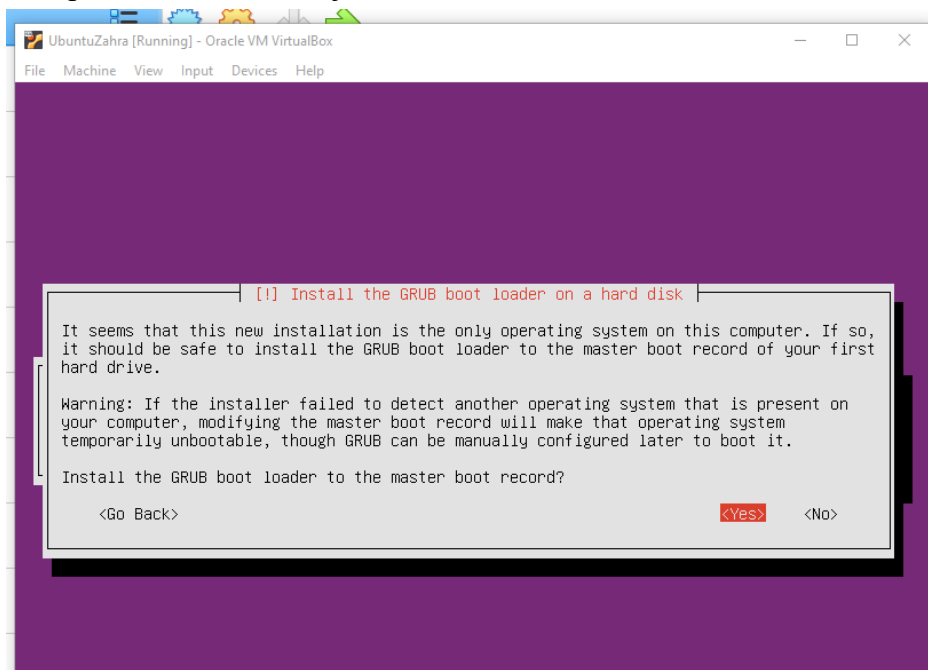 UbuntuZahra [Running] - Oracle VM VirtualBox
File Machine View Input Devices Help
[!] Install the GRUB boot loader on a hard disk
It seems that this new installation is the only operating system on this computer. If so,
it should be safe to install the GRUB boot loader to the master boot record of your first
hard drive.
Warning: If the installer failed to detect another operating system that is present on
your computer, modifying the master boot record will make that operating system
temporarily unbootable, though GRUB can be manually configured later to boot it.
Install the GRUB boot loader to the master boot record?
<Go Back> <Yes> <No>